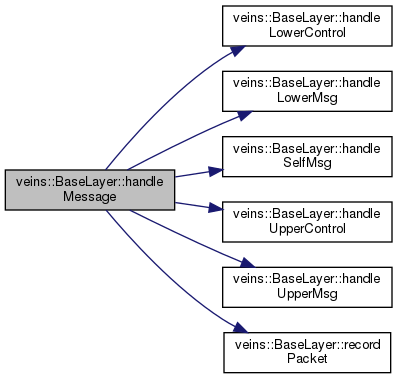 veins::BaseLayer::handle
Message
veins::BaseLayer::handle
LowerControl
veins::BaseLayer::handle
LowerMsg
veins::BaseLayer::handle
SelfMsg
veins::BaseLayer::handle
UpperControl
veins::BaseLayer::handle
UpperMsg
veins::BaseLayer::record
Packet